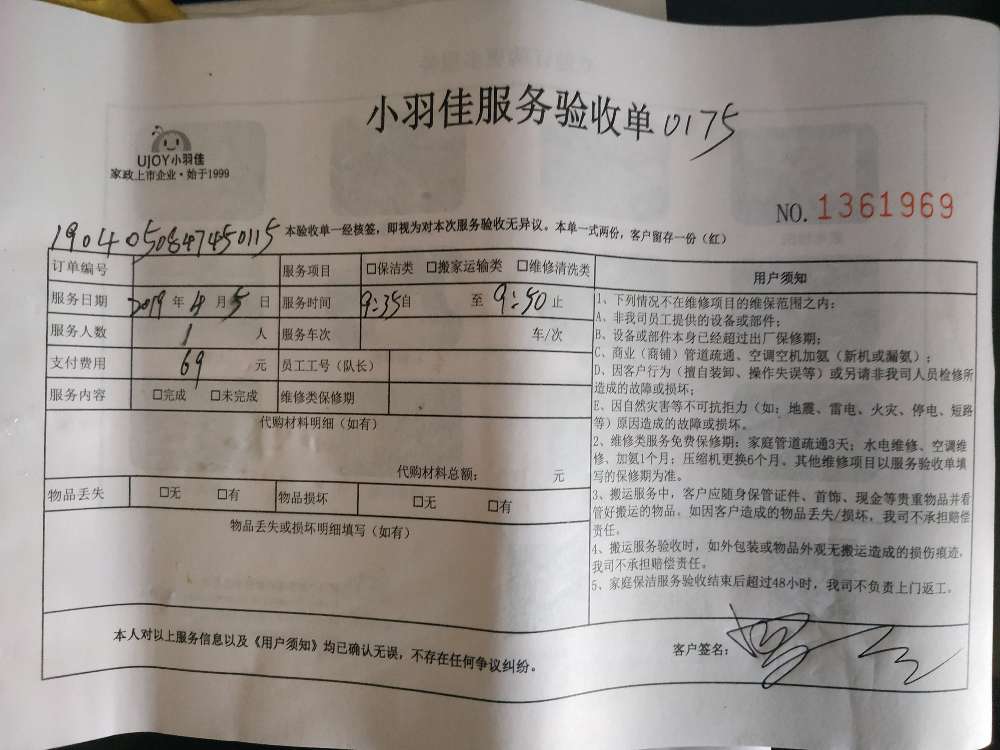 小羽佳服务验收单 0175
UJOY小羽佳
家政上市企业·始于1999
NO. 1361969
1904050847450115 本验收单一经核签，即视为对本次服务验收无异议。本单一式两份，客户留存一份（红）
订单编号 服务项目 □保洁类 □搬家运输类 □维修清洗类
服务日期 2019 年 4 月 5 日 服务时间 9:35 自 至 9:50 止
服务人数 1 人 服务车次 车/次
支付费用 69 元 员工工号（队长）
服务内容 □完成 □未完成 维修类保修期
代购材料明细（如有）
代购材料总额： 元
物品丢失 □无 □有 物品损坏 □无 □有
物品丢失或损坏明细填写（如有）
用户须知
1、下列情况不在维修项目的维保范围之内：
A、非我司员工提供的设备或部件；
B、设备或部件本身已经超过出厂保修期；
C、商业（商铺）管道疏通、空调空机加氨（新机或漏氨）；
D、因客户行为（擅自装卸、操作失误等）或另请非我司人员检修所
造成的故障或损坏；
E、因自然灾害等不可抗拒力（如：地震、雷电、火灾、停电、短路
等）原因造成的故障或损坏。
2、维修类服务免费保修期：家庭管道疏通3天；水电维修、空调维
修、加氨1个月；压缩机更换6个月。其他维修项目以服务验收单填
写的保修期为准。
3、搬运服务中，客户应随身保管证件、首饰、现金等贵重物品并看
管好搬运的物品。如因客户造成的物品丢失/损坏，我司不承担赔偿
责任。
4、搬运服务验收时，如外包装或物品外观无搬运造成的损伤痕迹，
我司不承担赔偿责任。
5、家庭保洁服务验收结束后超过48小时，我司不负责上门返工。
本人对以上服务信息以及《用户须知》均已确认无误，不存在任何争议纠纷。
客户签名：